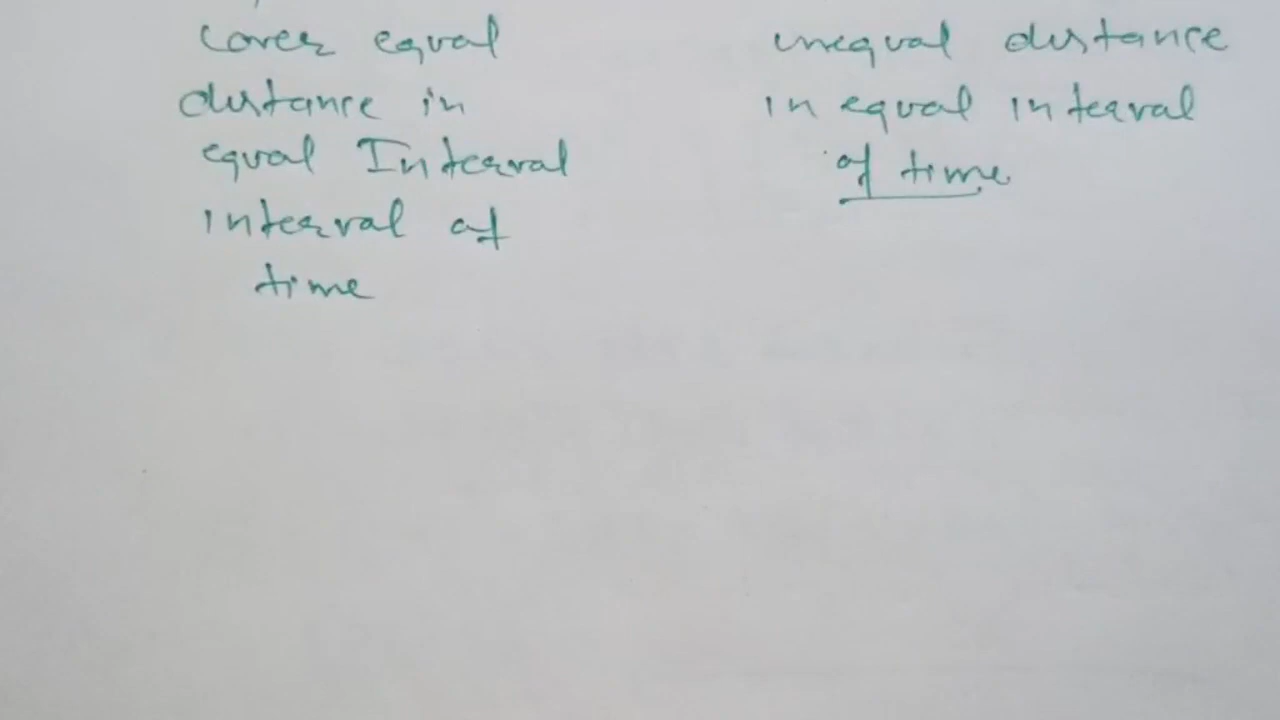 cover equal
distance in
equal Interval
interval of
time
unequal distance
in equal interval
of time